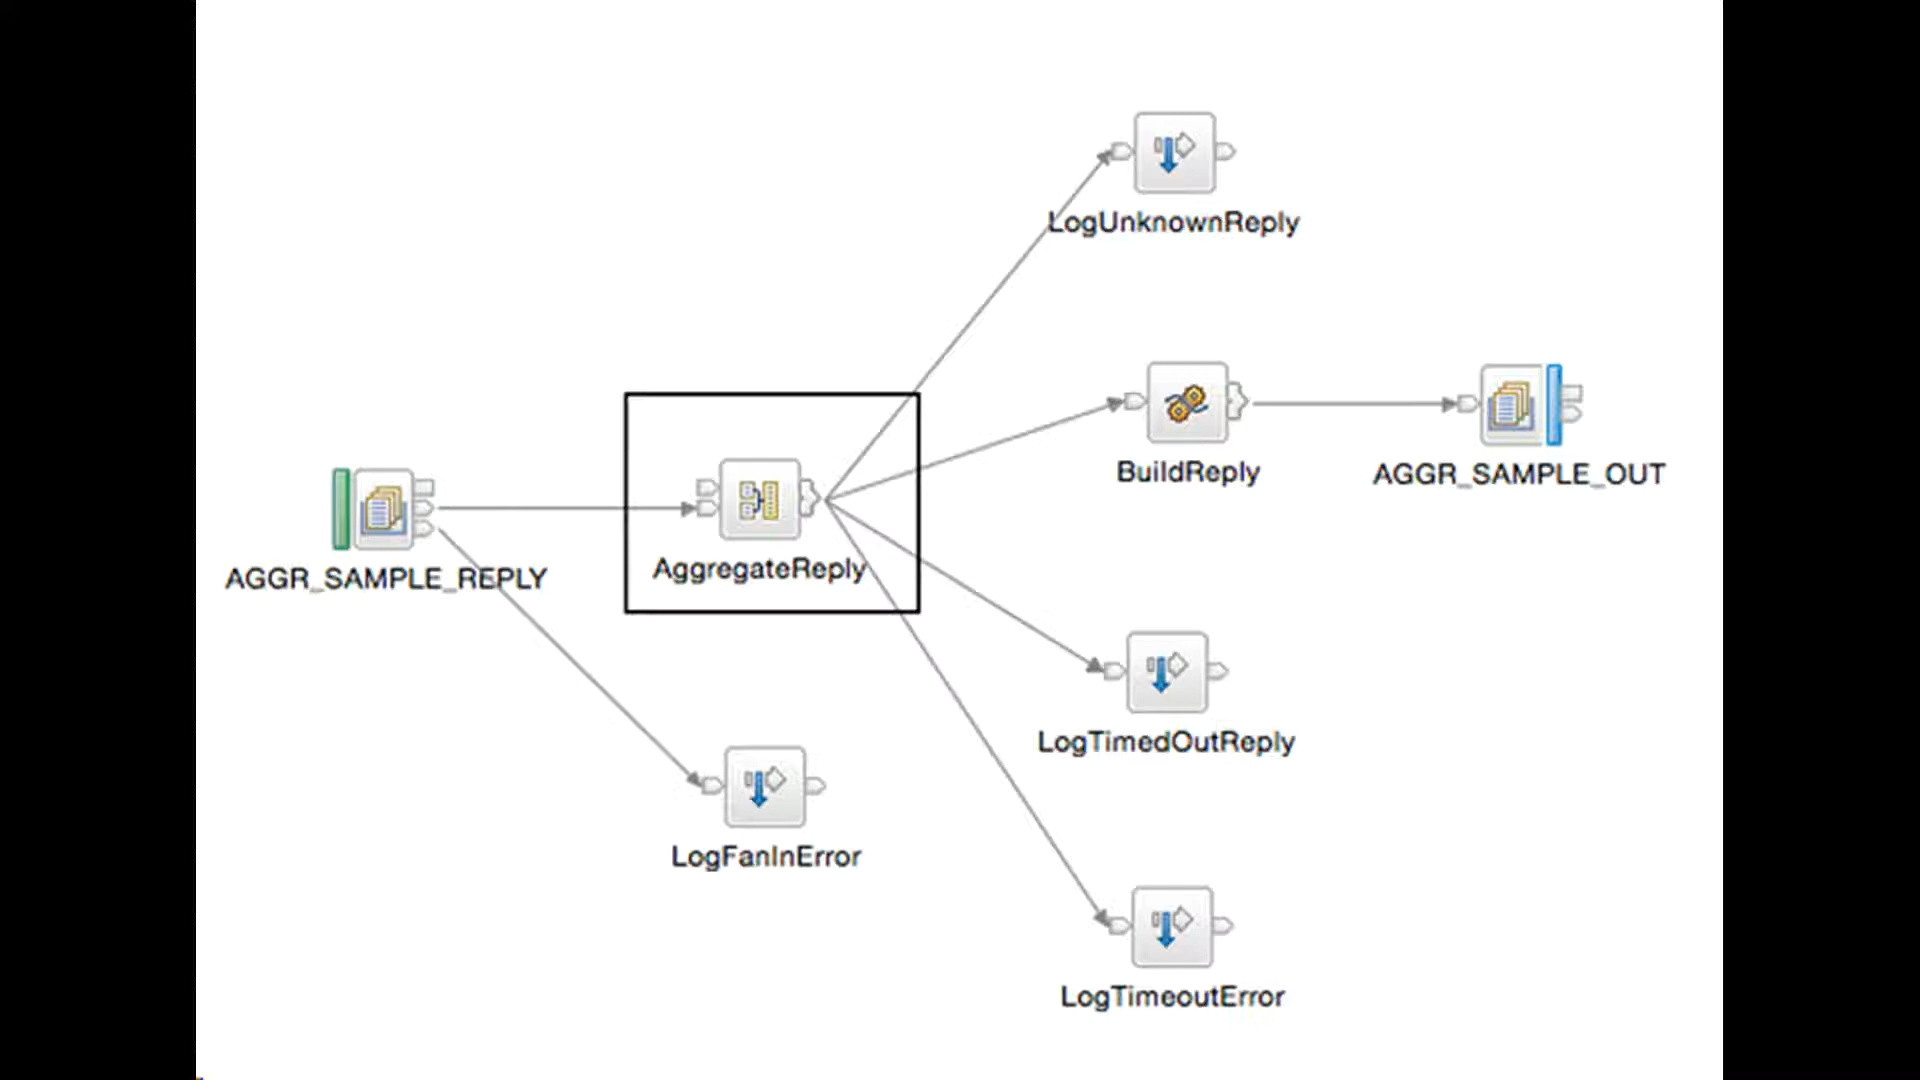 LogUnknownReply
BuildReply
AGGR_SAMPLE_OUT
AggregateReply
AGGR_SAMPLE_REPLY
LogTimedOutReply
LogFanInError
LogTimeoutError